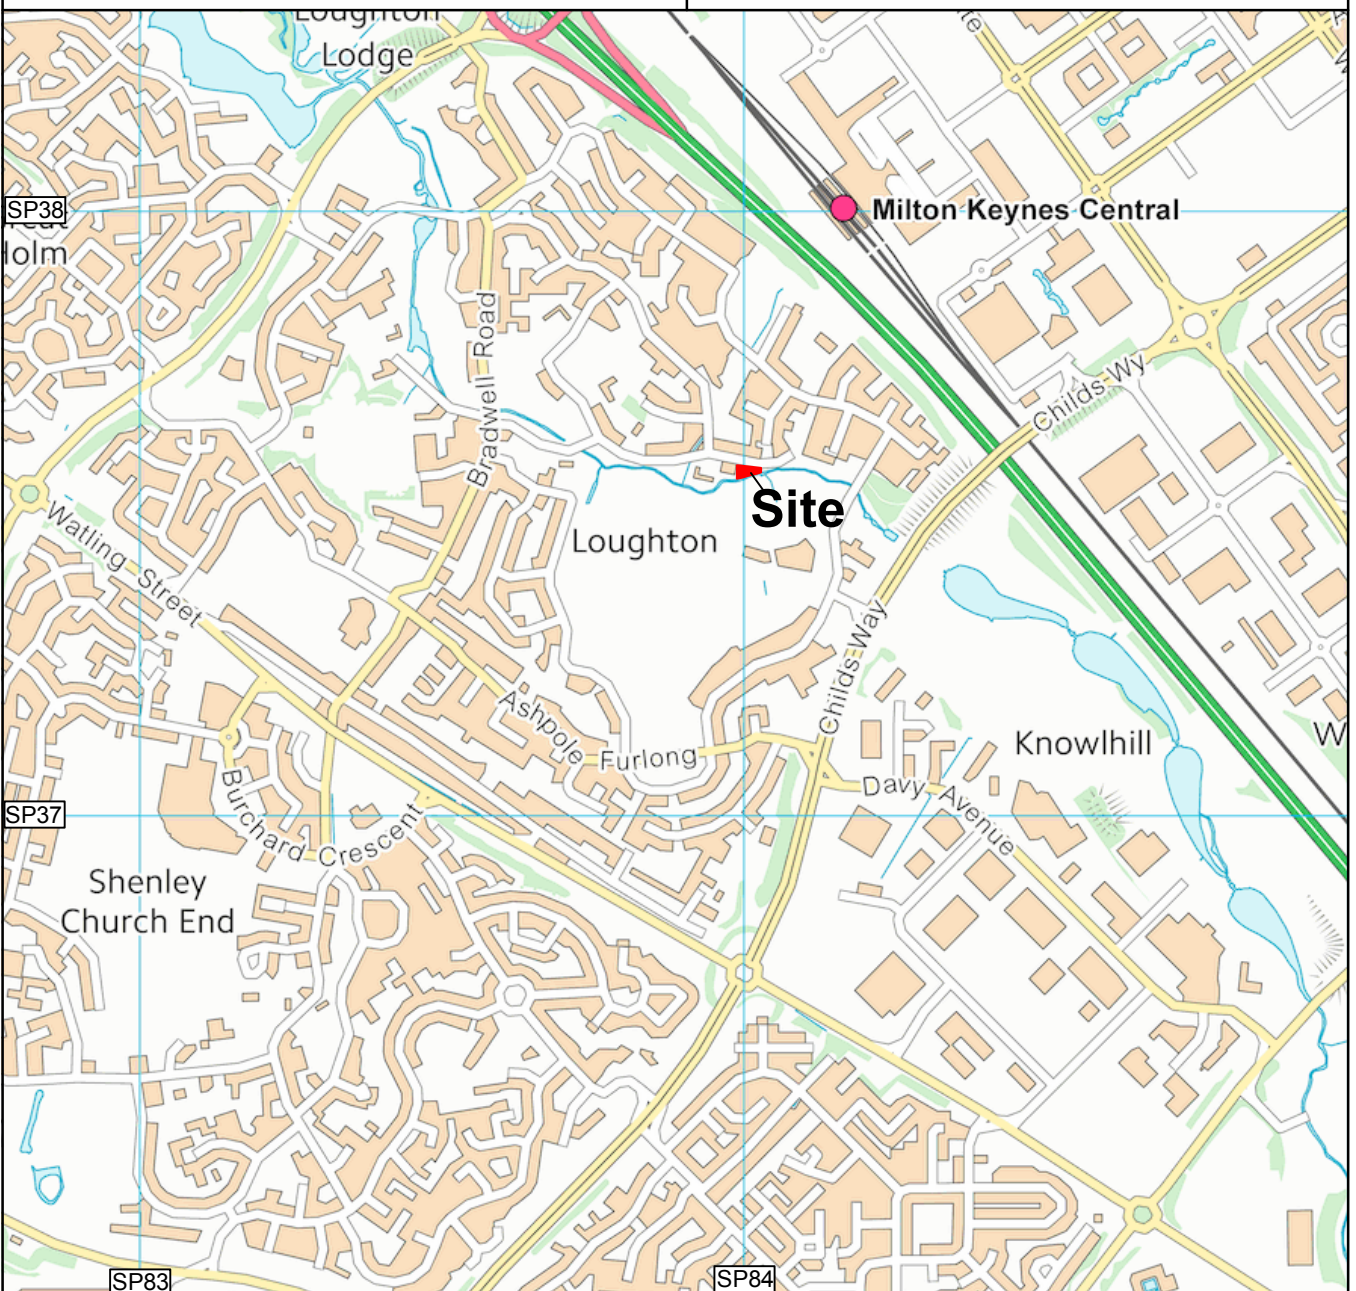 Loughton
Lodge
SP38
Milton Keynes Central
Holm
Bradwell Road
Childs Wy
Site
Watling Street
Loughton
Childs Way
Ashpole Furlong
Knowlhill
W
Davy Avenue
Burchard Crescent
SP37
Shenley
Church End
SP83
SP84